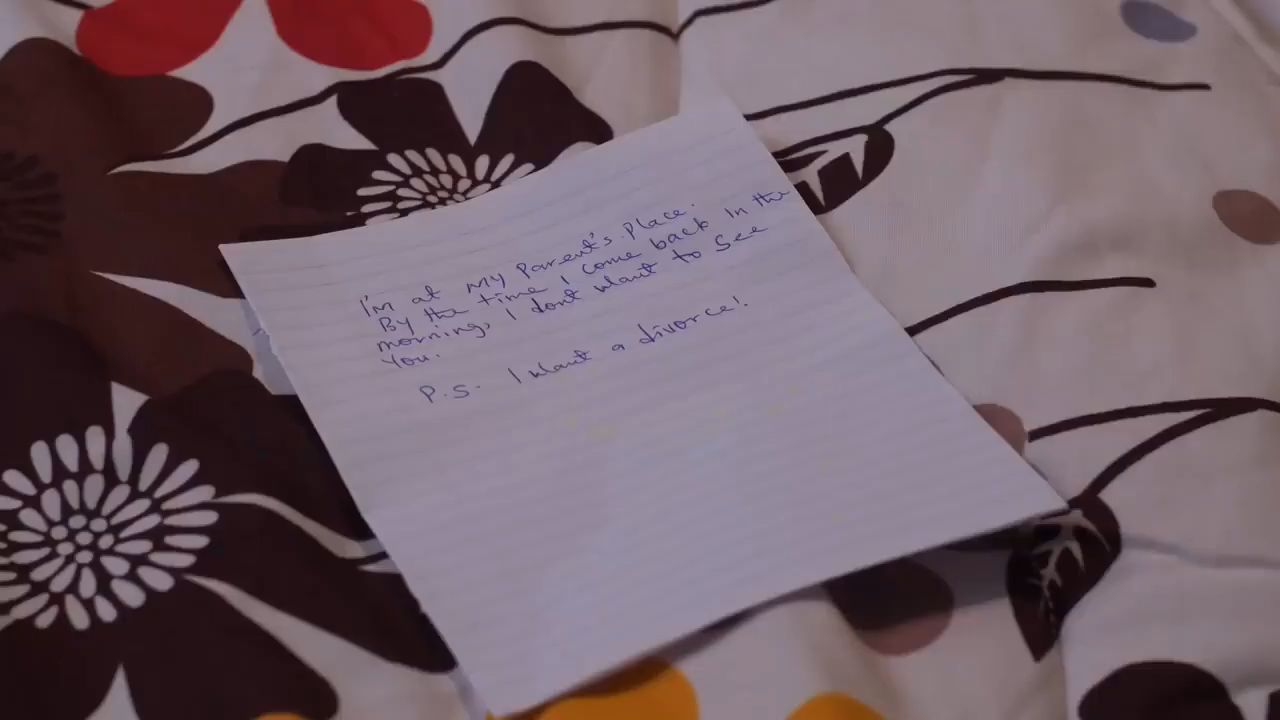 I'm at My Parent's Place.
By the time I come back In the
morning, I dont want to See
You.
P.S. I want a divorce!